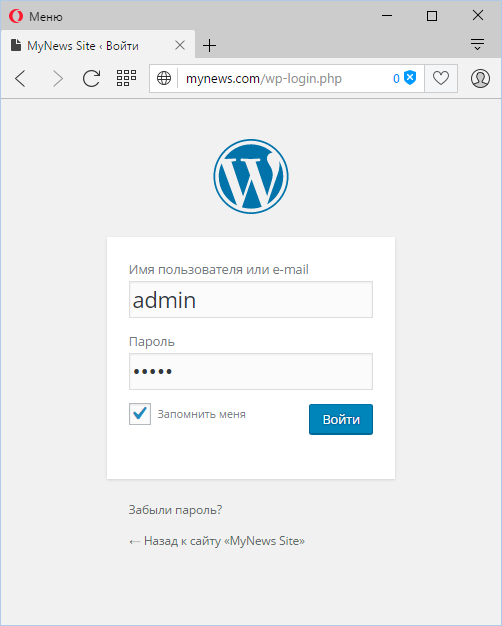 Меню
MyNews Site ‹ Войти
mynews.com/wp-login.php
0
Имя пользователя или e-mail
admin
Пароль
•••••
Запомнить меня
Войти
Забыли пароль?
← Назад к сайту «MyNews Site»